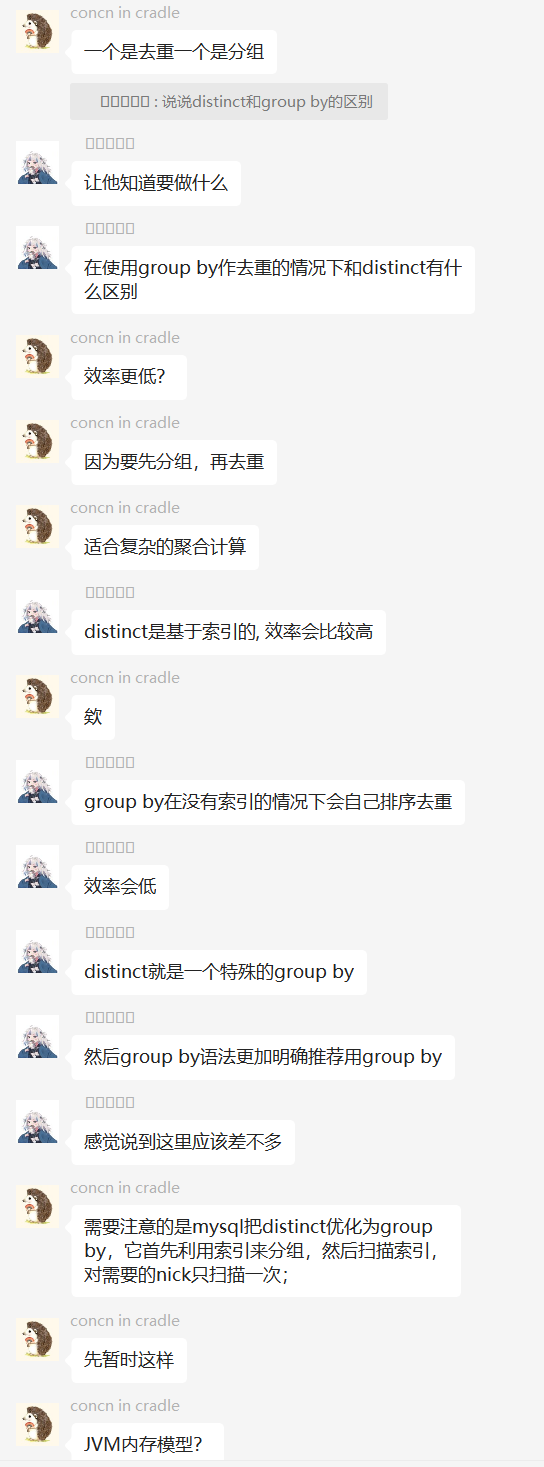 concn in cradle
一个是去重一个是分组
: 说说distinct和group by的区别
让他知道要做什么
在使用group by作去重的情况下和distinct有什
么区别
concn in cradle
效率更低?
concn in cradle
因为要先分组，再去重
concn in cradle
适合复杂的聚合计算
distinct是基于索引的, 效率会比较高
concn in cradle
欸
group by在没有索引的情况下会自己排序去重
效率会低
distinct就是一个特殊的group by
然后group by语法更加明确推荐用group by
感觉说到这里应该差不多
concn in cradle
需要注意的是mysql把distinct优化为group
by，它首先利用索引来分组，然后扫描索引，
对需要的nick只扫描一次；
concn in cradle
先暂时这样
concn in cradle
JVM内存模型?